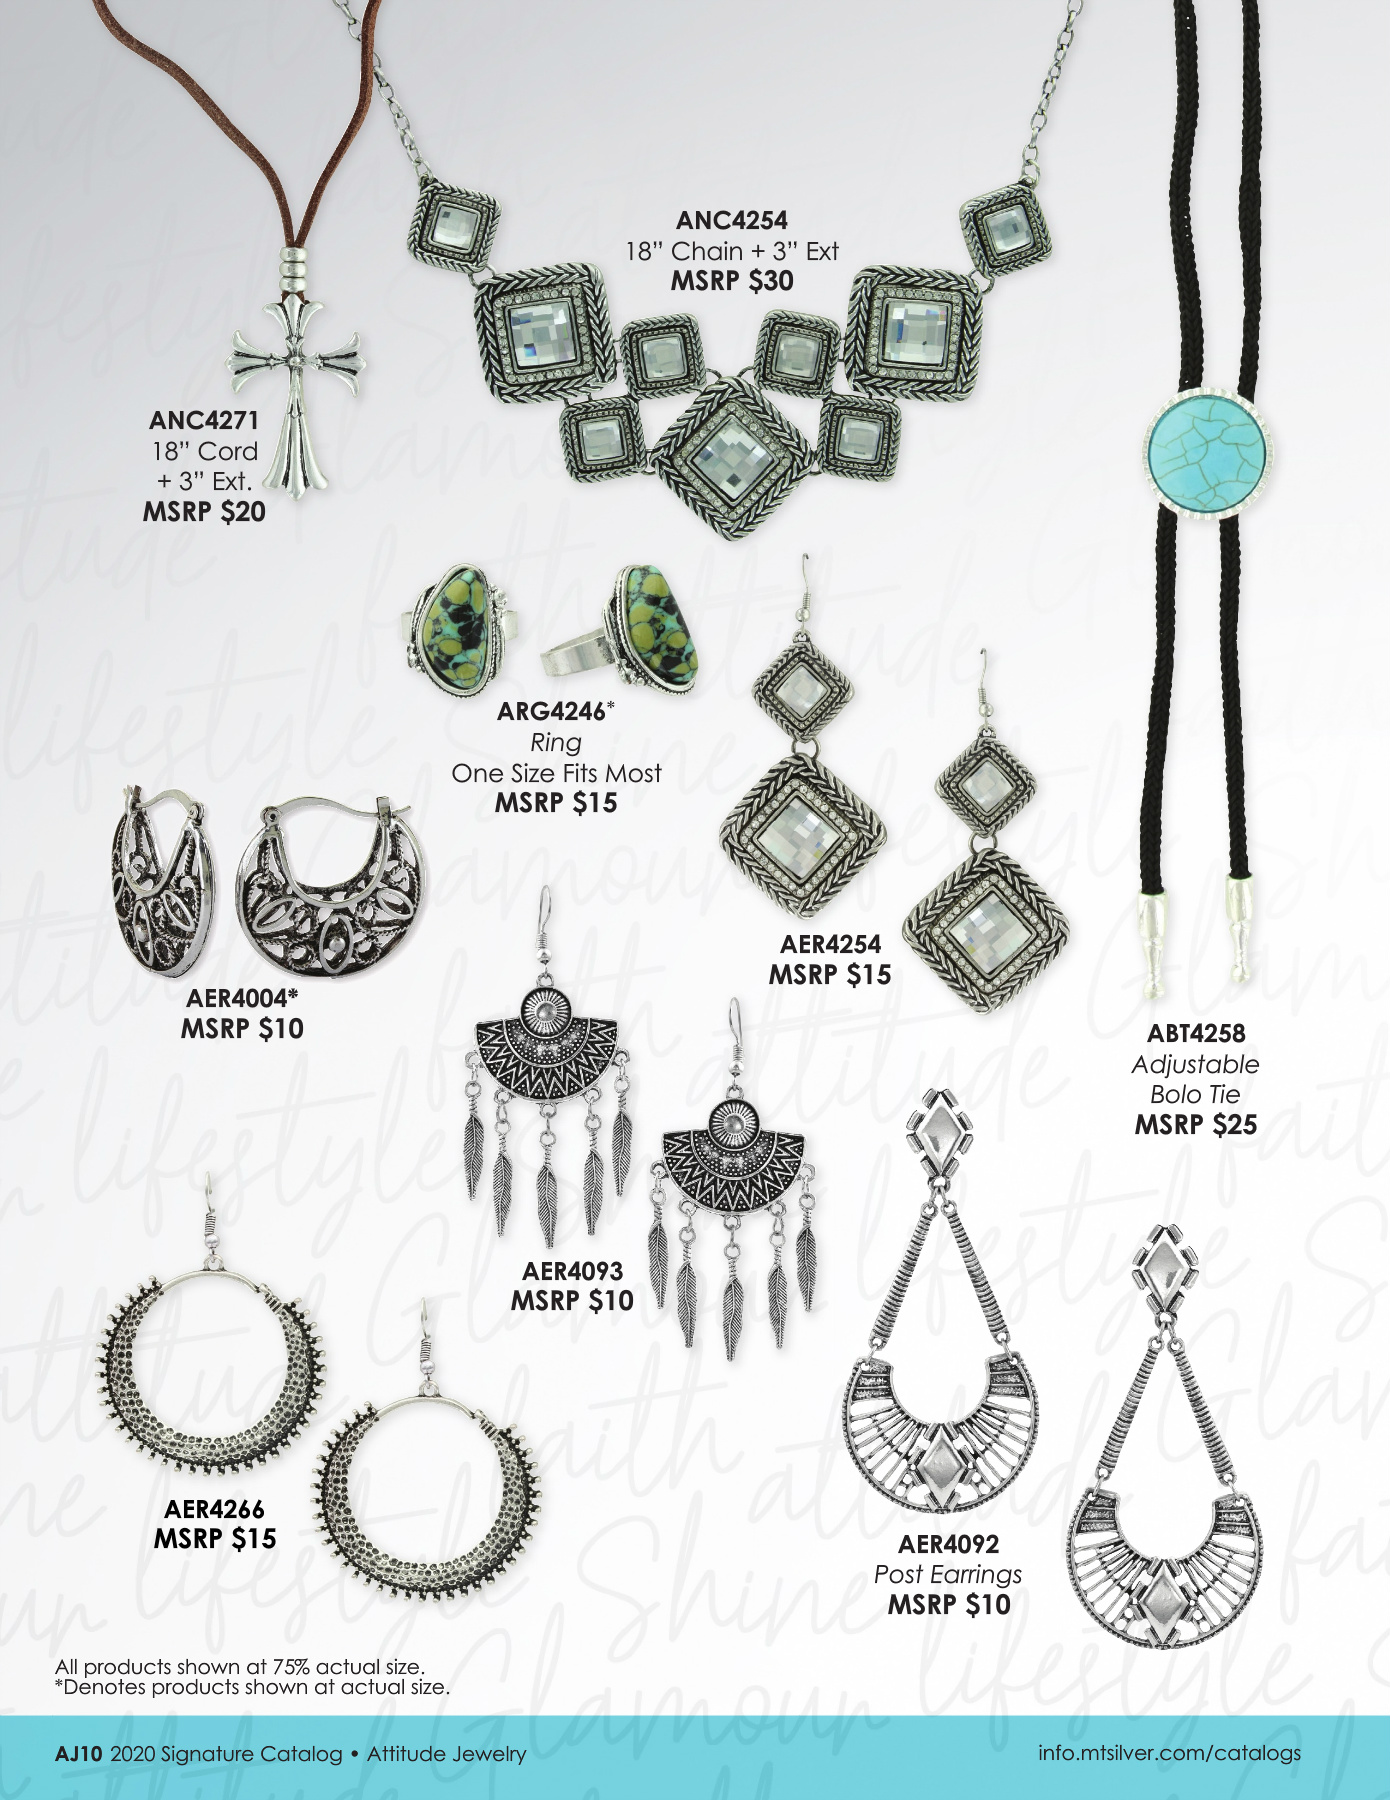 ANC4254
18” Chain + 3” Ext
MSRP $30
ANC4271
18” Cord
+ 3” Ext.
MSRP $20
ARG4246*
Ring
One Size Fits Most
MSRP $15
AER4254
MSRP $15
AER4004*
MSRP $10
ABT4258
Adjustable
Bolo Tie
MSRP $25
AER4093
MSRP $10
AER4266
MSRP $15
AER4092
Post Earrings
MSRP $10
All products shown at 75% actual size.
*Denotes products shown at actual size.
AJ10 2020 Signature Catalog • Attitude Jewelry
info.mtsilver.com/catalogs